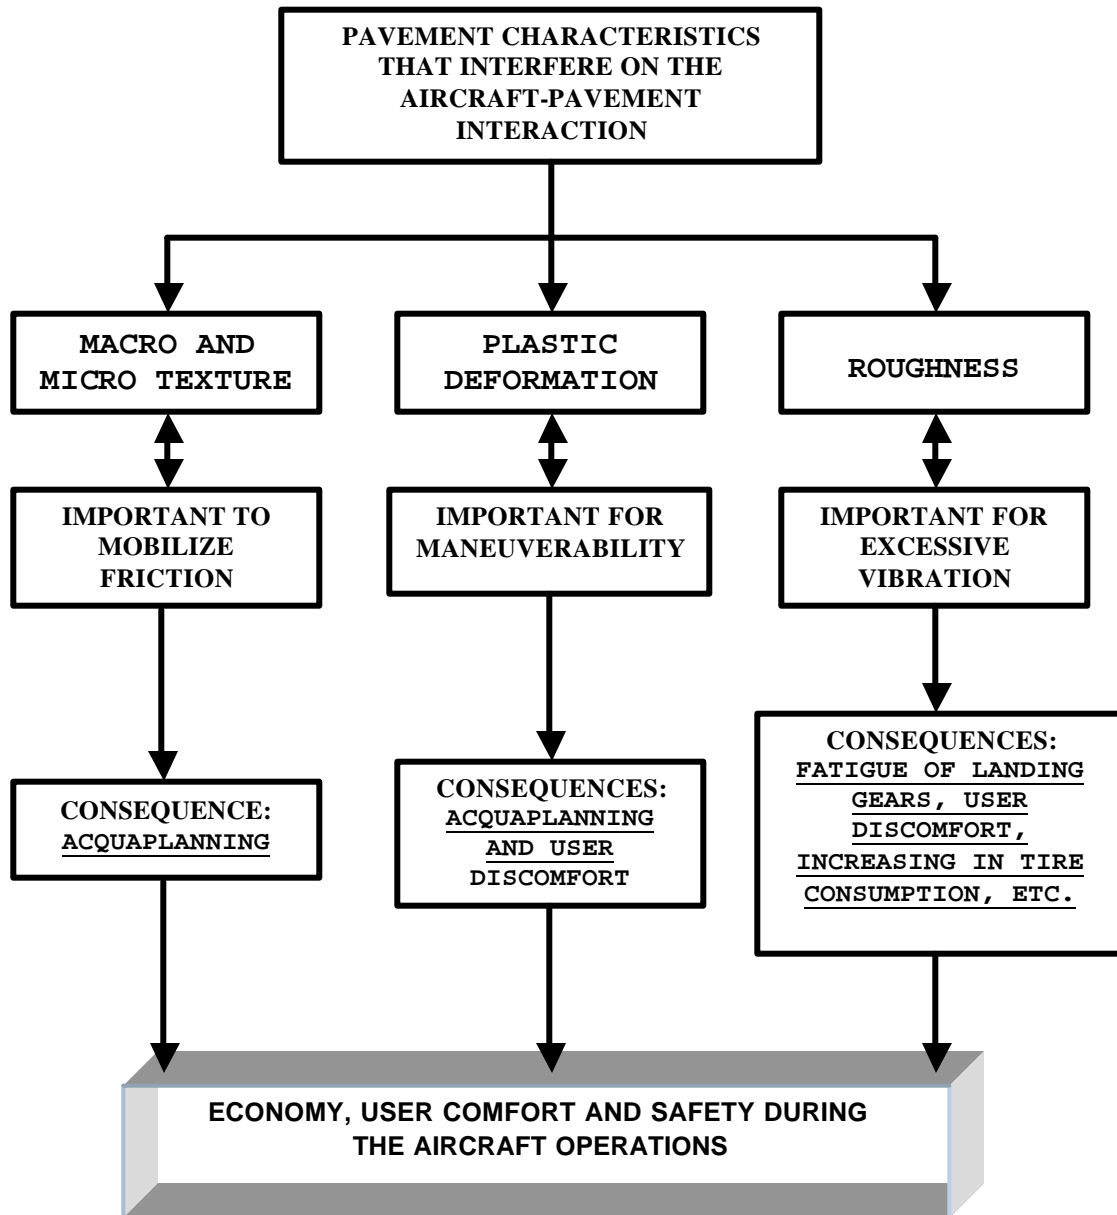 PAVEMENT CHARACTERISTICS
THAT INTERFERE ON THE
AIRCRAFT-PAVEMENT
INTERACTION
MACRO AND
MICRO TEXTURE
PLASTIC
DEFORMATION
ROUGHNESS
IMPORTANT TO
MOBILIZE
FRICTION
IMPORTANT FOR
MANEUVERABILITY
IMPORTANT FOR
EXCESSIVE
VIBRATION
CONSEQUENCE:
ACQUAPLANNING
CONSEQUENCES:
ACQUAPLANNING
AND USER
DISCOMFORT
CONSEQUENCES:
FATIGUE OF LANDING
GEARS, USER
DISCOMFORT,
INCREASING IN TIRE
CONSUMPTION, ETC.
ECONOMY, USER COMFORT AND SAFETY DURING
THE AIRCRAFT OPERATIONS